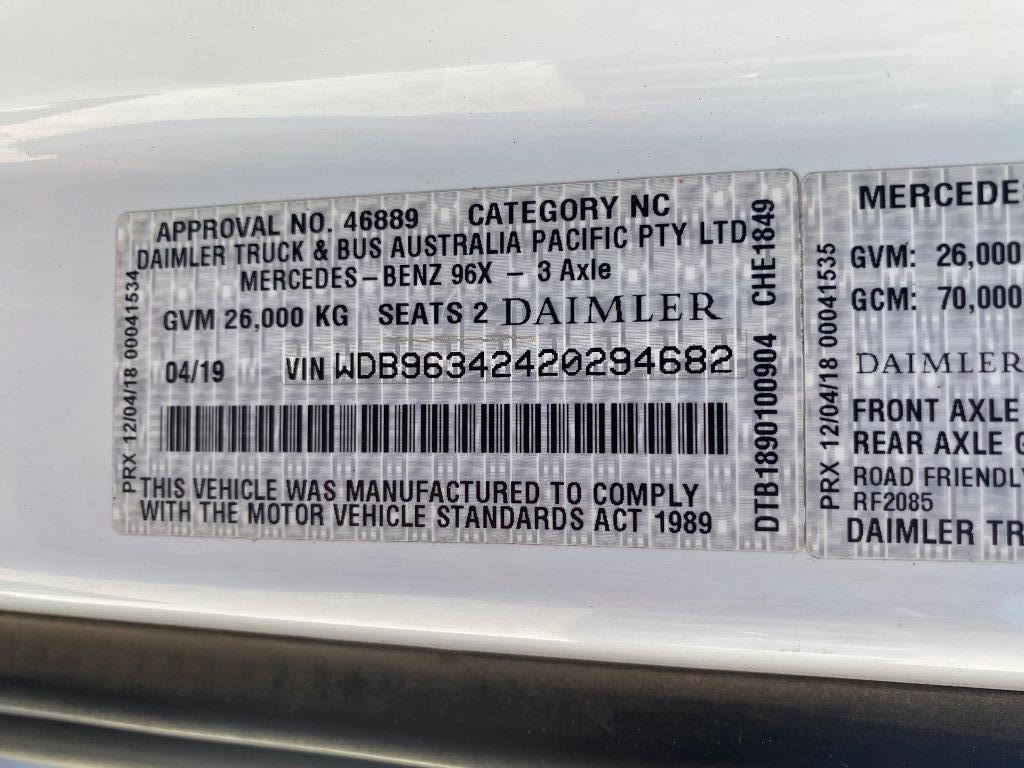 APPROVAL NO. 46889 CATEGORY NC
DAIMLER TRUCK & BUS AUSTRALIA PACIFIC PTY LTD
MERCEDES-BENZ 96X - 3 Axle
GVM 26,000 KG SEATS 2 DAIMLER
04/19 VIN WDB96342420294682
THIS VEHICLE WAS MANUFACTURED TO COMPLY
WITH THE MOTOR VEHICLE STANDARDS ACT 1989
PRX 12/04/18 00041534
DTB1890100904 CHE1849
MERCEDE
GVM: 26,000
GCM: 70,000
DAIMLER
FRONT AXLE
REAR AXLE G
ROAD FRIENDLY
RF2085
DAIMLER TR
PRX 12/04/18 00041535